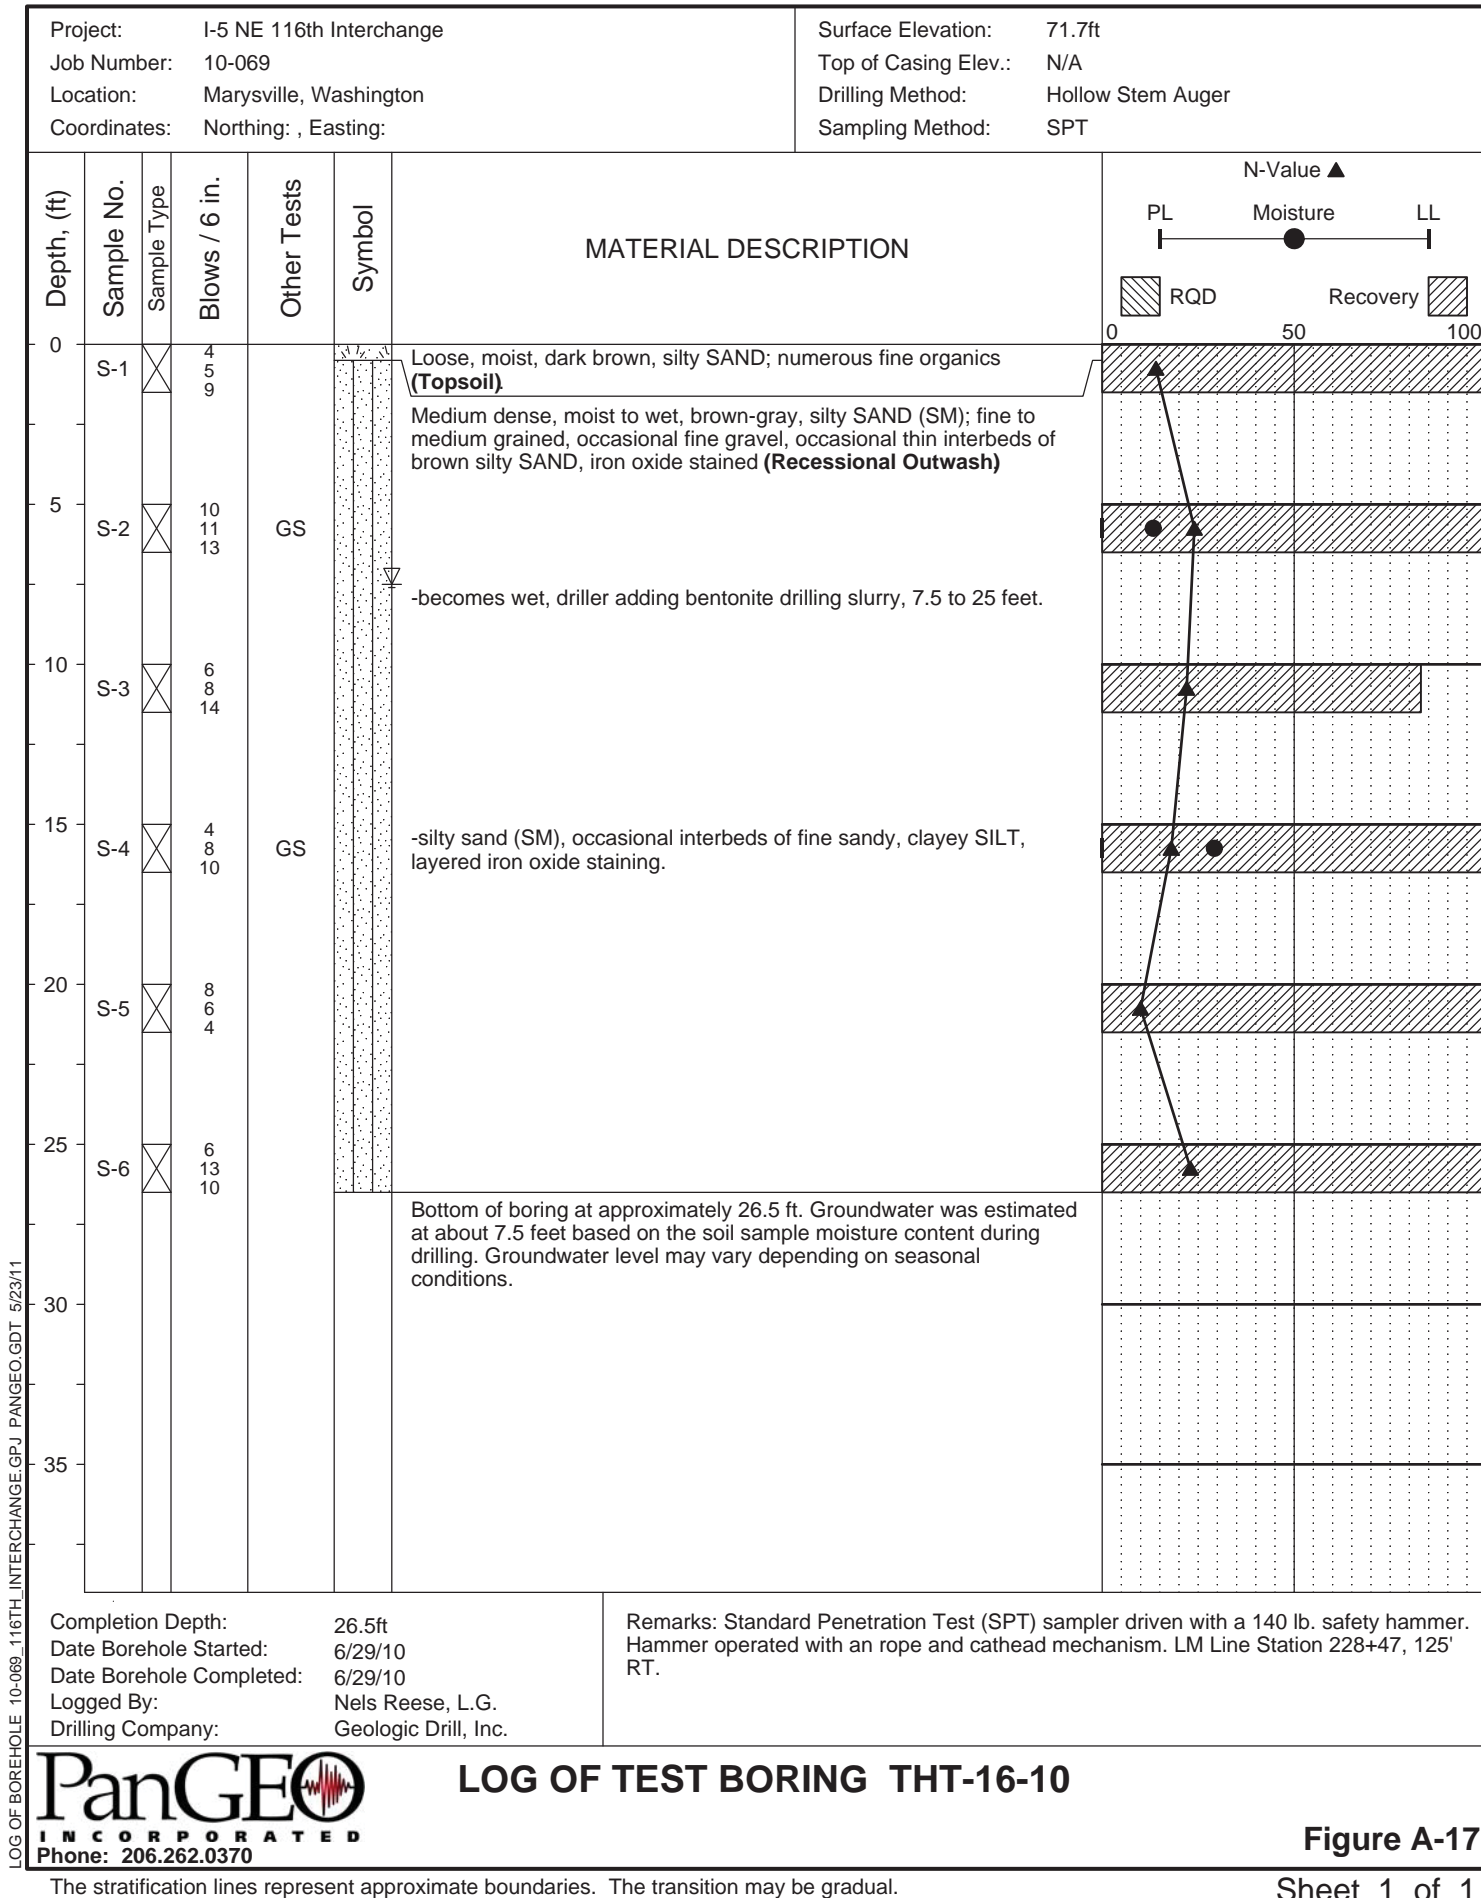 Project: I-5 NE 116th Interchange
Job Number: 10-069
Location: Marysville, Washington
Coordinates: Northing: , Easting:
Surface Elevation: 71.7ft
Top of Casing Elev.: N/A
Drilling Method: Hollow Stem Auger
Sampling Method: SPT
Depth, (ft)
Sample No.
Sample Type
Blows / 6 in.
Other Tests
Symbol
MATERIAL DESCRIPTION
N-Value ▲
PL Moisture LL
RQD Recovery
0 50 100
0
S-1
4
5
9
Loose, moist, dark brown, silty SAND; numerous fine organics
(Topsoil).
Medium dense, moist to wet, brown-gray, silty SAND (SM); fine to
medium grained, occasional fine gravel, occasional thin interbeds of
brown silty SAND, iron oxide stained (Recessional Outwash)
5
S-2
10
11
13
GS
-becomes wet, driller adding bentonite drilling slurry, 7.5 to 25 feet.
10
S-3
6
8
14
15
S-4
4
8
10
GS
-silty sand (SM), occasional interbeds of fine sandy, clayey SILT,
layered iron oxide staining.
20
S-5
8
6
4
25
S-6
6
13
10
Bottom of boring at approximately 26.5 ft. Groundwater was estimated
at about 7.5 feet based on the soil sample moisture content during
drilling. Groundwater level may vary depending on seasonal
conditions.
30
35
Completion Depth: 26.5ft
Date Borehole Started: 6/29/10
Date Borehole Completed: 6/29/10
Logged By: Nels Reese, L.G.
Drilling Company: Geologic Drill, Inc.
Remarks: Standard Penetration Test (SPT) sampler driven with a 140 lb. safety hammer.
Hammer operated with an rope and cathead mechanism. LM Line Station 228+47, 125'
RT.
PanGEO
INCORPORATED
Phone: 206.262.0370
LOG OF TEST BORING THT-16-10
Figure A-17
The stratification lines represent approximate boundaries. The transition may be gradual.
Sheet 1 of 1
LOG OF BOREHOLE 10-069_116TH_INTERCHANGE.GPJ PANGEO.GDT 5/23/11